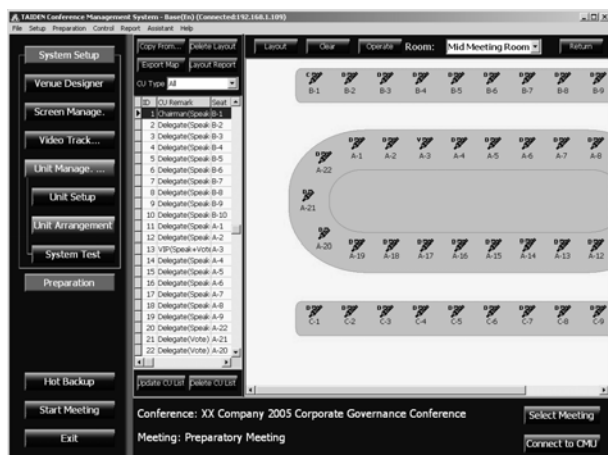 TAIDEN Conference Management System - Base(En) (Connected:192.168.1.109)
File Setup Preparation Control Report Assistant Help
System Setup
Venue Designer
Screen Manage.
Video Track...
Unit Manage. ...
Unit Setup
Unit Arrangement
System Test
Preparation
Hot Backup
Start Meeting
Exit
Copy From... Delete Layout
Export Map Layout Report
CU Type All
ID CU Remark Seat
1 Chairman(Speak B-1
2 Delegate(Speak B-2
3 Delegate(Speak B-3
4 Delegate(Speak B-4
5 Delegate(Speak B-5
6 Delegate(Speak B-6
7 Delegate(Speak B-7
8 Delegate(Speak B-8
9 Delegate(Speak B-9
10 Delegate(Speak B-10
11 Delegate(Speak A-1
12 Delegate(Speak A-2
13 VIP(Speak+Vote A-3
14 Delegate(Speak A-4
15 Delegate(Speak A-5
16 Delegate(Speak A-6
17 Delegate(Speak A-7
18 Delegate(Speak A-8
19 Delegate(Speak A-9
20 Delegate(Speak A-22
21 Delegate(Vote) A-21
22 Delegate(Vote) A-20
Update CU List Delete CU List
Layout Clear Operate Room: Mid Meeting Room Return
B-1 B-2 B-3 B-4 B-5 B-6 B-7 B-8 B-9
A-1 A-2 A-3 A-4 A-5 A-6 A-7 A-8
A-22
A-21
A-20
A-19 A-18 A-17 A-16 A-15 A-14 A-13 A-12
C-1 C-2 C-3 C-4 C-5 C-6 C-7 C-8 C-9
Conference: XX Company 2005 Corporate Governance Conference
Meeting: Preparatory Meeting
Select Meeting
Connect to CMU